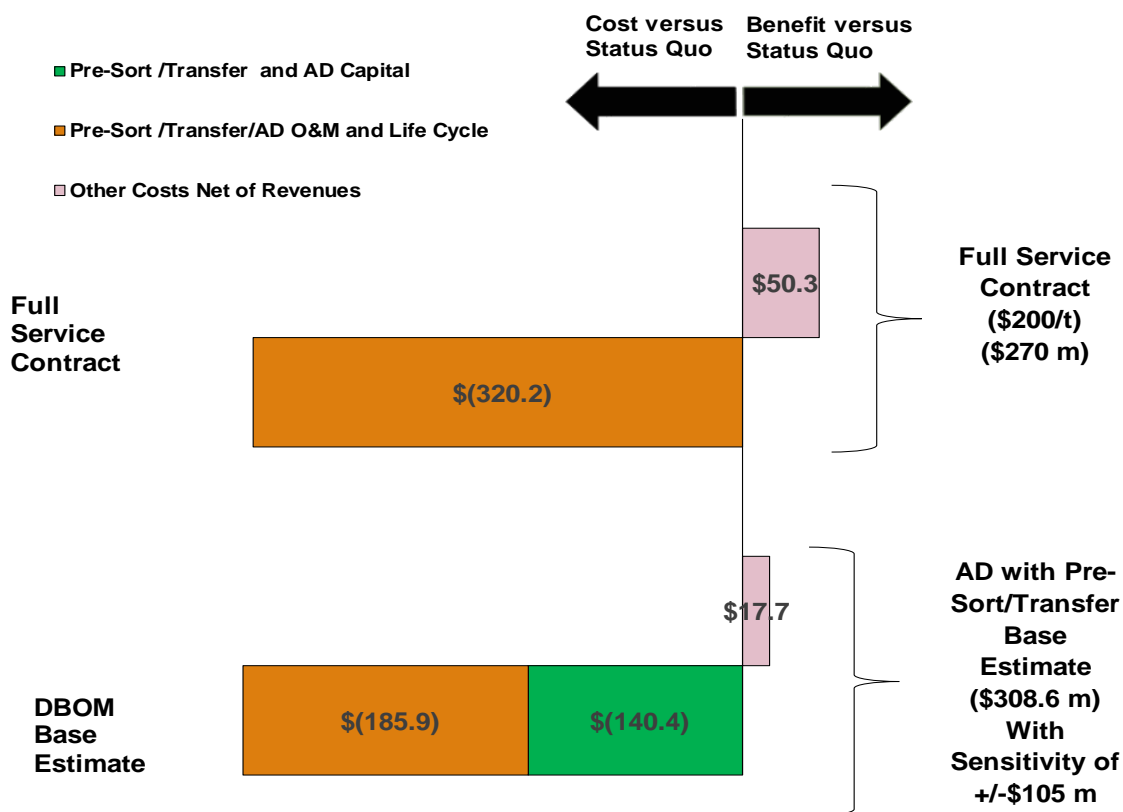 Cost versus
Status Quo
Benefit versus
Status Quo
Pre-Sort /Transfer and AD Capital
Pre-Sort /Transfer/AD O&M and Life Cycle
Other Costs Net of Revenues
Full
Service
Contract
$50.3
$(320.2)
Full Service
Contract
($200/t)
($270 m)
DBOM
Base
Estimate
$17.7
$(185.9)
$(140.4)
AD with Pre-
Sort/Transfer
Base
Estimate
($308.6 m)
With
Sensitivity of
+/-$105 m